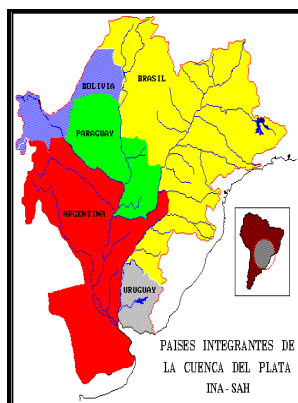 BOLIVIA
BRASIL
PARAGUAY
ARGENTINA
URUGUAY
PAISES INTEGRANTES DE
LA CUENCA DEL PLATA
INA-SAH